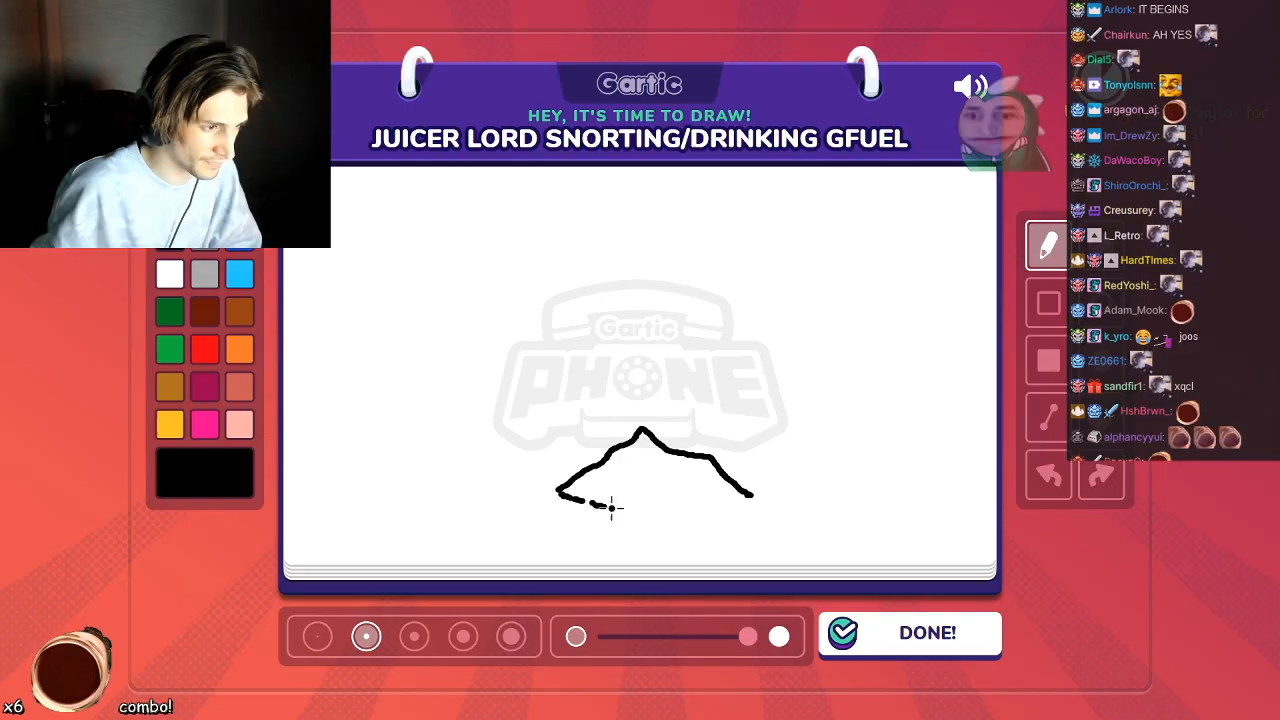 Gartic
HEY, IT'S TIME TO DRAW!
JUICER LORD SNORTING/DRINKING GFUEL
Gartic
PHONE
DONE!
x6
combo!
Arlork: IT BEGINS
Chairkun: AH YES
Dial5:
Tonyolsnn:
argagon_aj:
Im_DrewZy:
DaWacoBoy:
ShiroOrochi_:
Creusurey:
L_Retro:
HardTImes:
RedYoshi_:
Adam_Mook:
k_yro: joos
ZE0661:
sandfir1: xqcl
HshBrwn_:
alphancyyui: